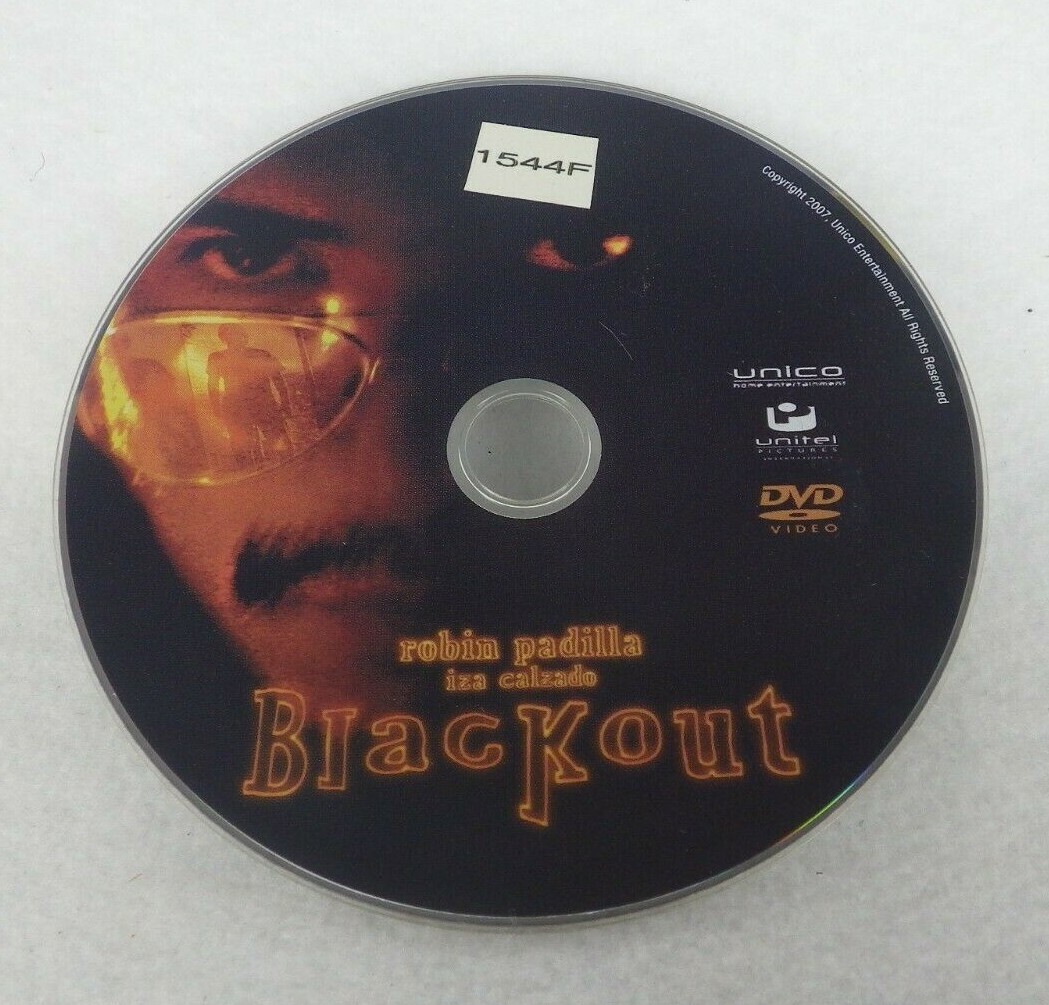 1544F
Copyright 2007, Unico Entertainment All Rights Reserved
unico
home entertainment
unitel
PICTURES
DVD
VIDEO
robin padilla
iza calzado
Blackout